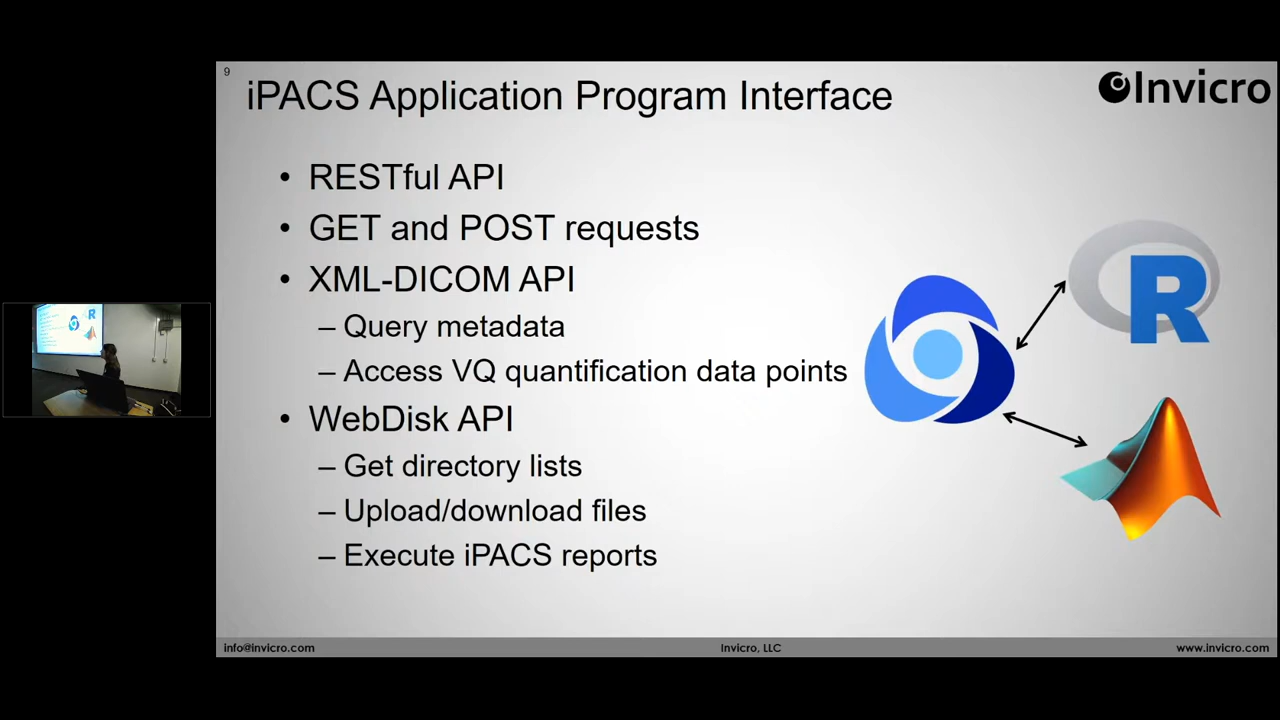 9
iPACS Application Program Interface
Invicro
• RESTful API
• GET and POST requests
• XML-DICOM API
– Query metadata
– Access VQ quantification data points
• WebDisk API
– Get directory lists
– Upload/download files
– Execute iPACS reports
R
info@invicro.com
Invicro, LLC
www.invicro.com